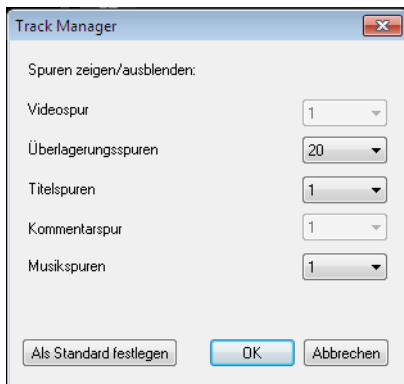 Track Manager
Spuren zeigen/ausblenden:
Videospur 1
Überlagerungsspuren 20
Titelspuren 1
Kommentarspur 1
Musikspuren 1
Als Standard festlegen OK Abbrechen